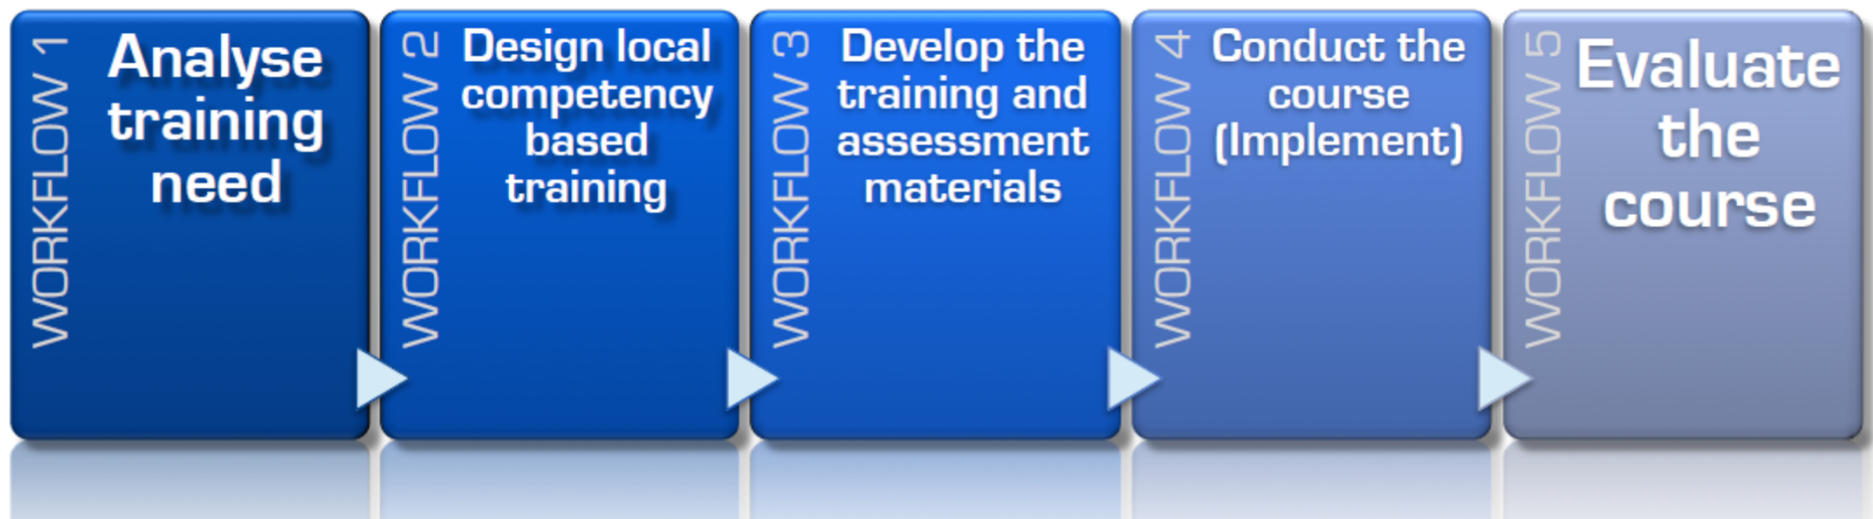 WORKFLOW 1
Analyse
training
need
WORKFLOW 2
Design local
competency
based
training
WORKFLOW 3
Develop the
training and
assessment
materials
WORKFLOW 4
Conduct the
course
(Implement)
WORKFLOW 5
Evaluate
the
course